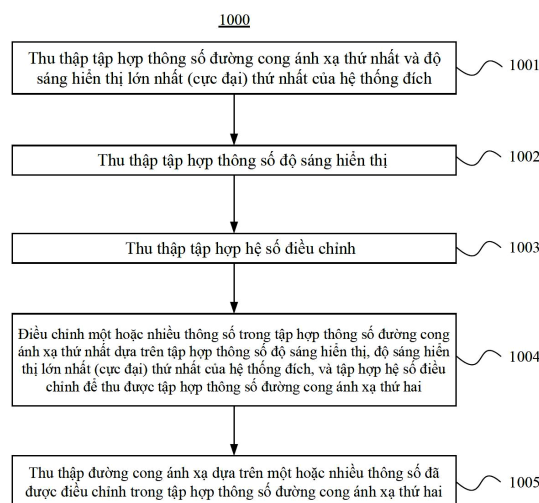 1000
Thu thập tập hợp thông số đường cong ánh xạ thứ nhất và độ
sáng hiển thị lớn nhất (cực đại) thứ nhất của hệ thống đích
1001
Thu thập tập hợp thông số độ sáng hiển thị
1002
Thu thập tập hợp hệ số điều chỉnh
1003
Điều chỉnh một hoặc nhiều thông số trong tập hợp thông số đường cong
ánh xạ thứ nhất dựa trên tập hợp thông số độ sáng hiển thị, độ sáng hiển
thị lớn nhất (cực đại) thứ nhất của hệ thống đích, và tập hợp hệ số điều
chỉnh để thu được tập hợp thông số đường cong ánh xạ thứ hai
1004
Thu thập đường cong ánh xạ dựa trên một hoặc nhiều thông số đã
được điều chỉnh trong tập hợp thông số đường cong ánh xạ thứ hai
1005